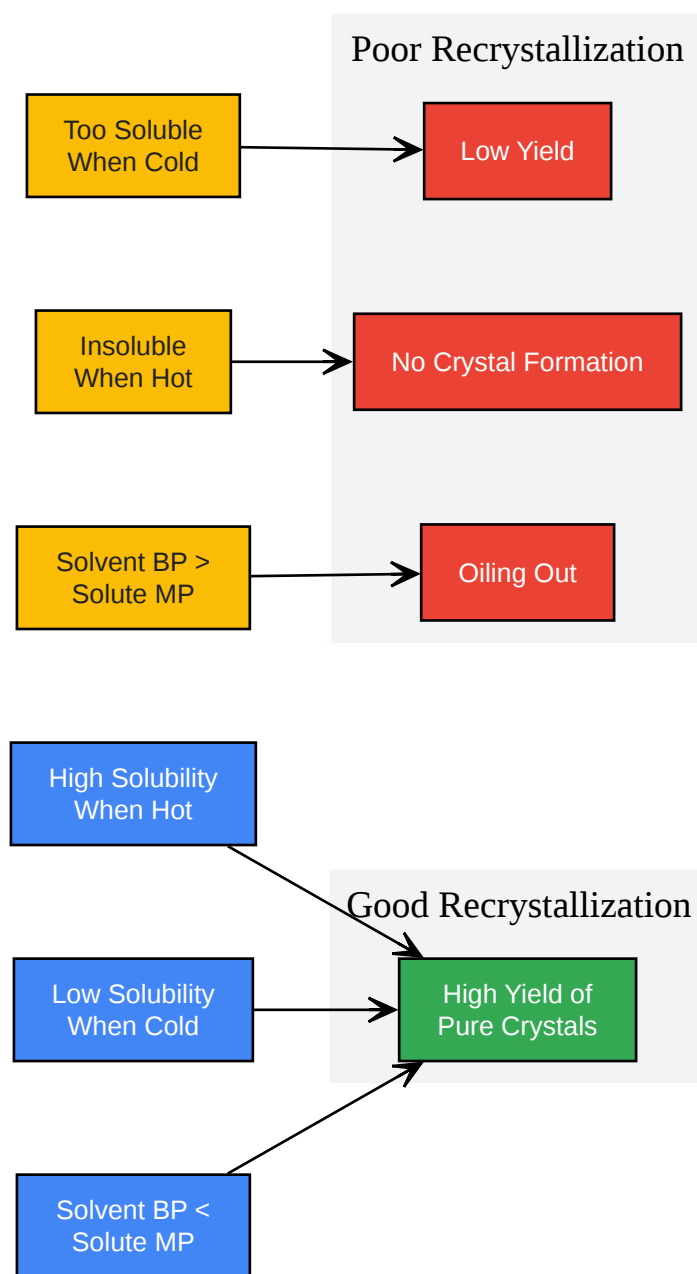 Poor Recrystallization
Too Soluble
When Cold
Low Yield
Insoluble
When Hot
No Crystal Formation
Solvent BP >
Solute MP
Oiling Out
High Solubility
When Hot
Good Recrystallization
Low Solubility
When Cold
High Yield of
Pure Crystals
Solvent BP <
Solute MP